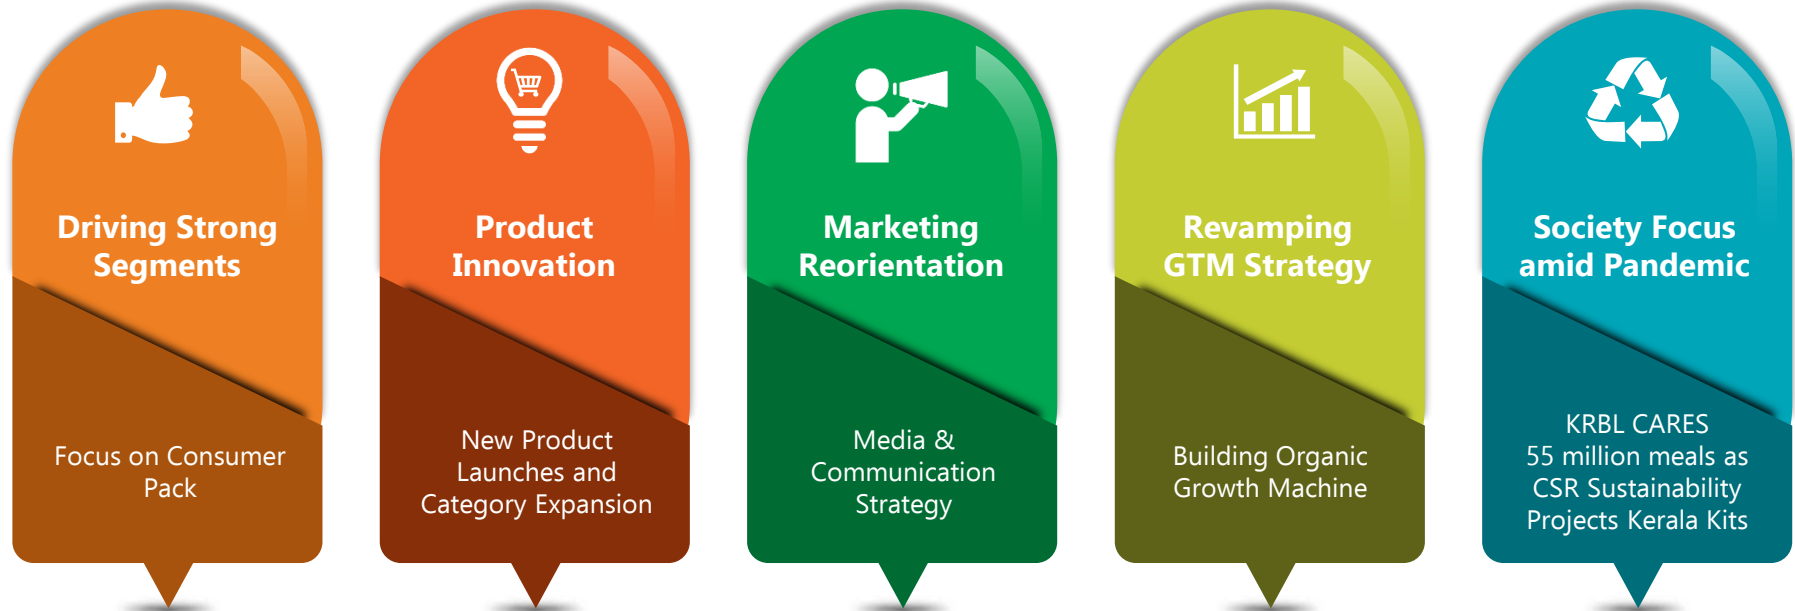 Driving Strong
Segments
Focus on Consumer
Pack
Product
Innovation
New Product
Launches and
Category Expansion
Marketing
Reorientation
Media &
Communication
Strategy
Revamping
GTM Strategy
Building Organic
Growth Machine
Society Focus
amid Pandemic
KRBL CARES
55 million meals as
CSR Sustainability
Projects Kerala Kits